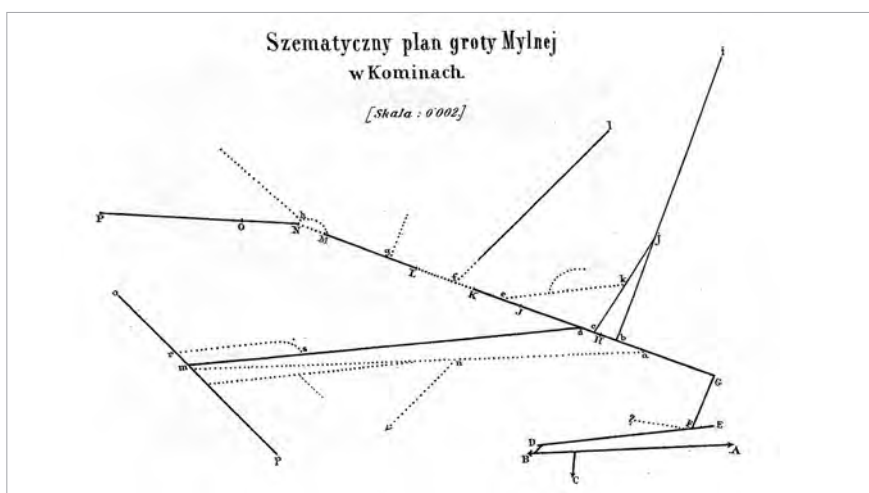 Szematyczny plan groty Mylnej
w Kominach.
[Skala : 0'002.]
i
l
j
P
O
h
N
M
g
L
f
K
e
k
J
d
c
H
b
a
G
o
r
s
m
n
p
?
F
E
D
B
A
C